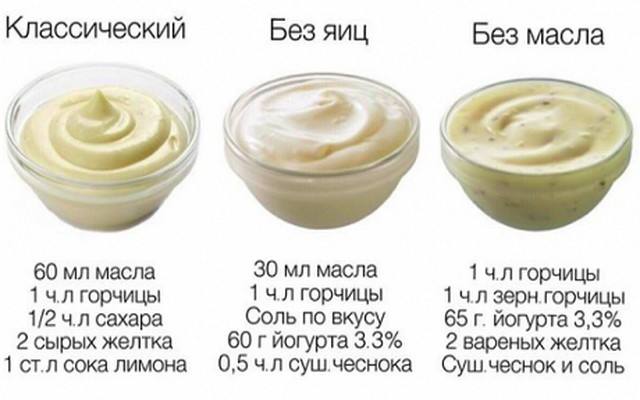 Классический
60 мл масла
1 ч.л горчицы
1/2 ч.л сахара
2 сырых желтка
1 ст.л сока лимона
Без яиц
30 мл масла
1 ч.л горчицы
Соль по вкусу
60 г йогурта 3.3%
0,5 ч.л суш.чеснока
Без масла
1 ч.л горчицы
1 ч.л зерн.горчицы
65 г. йогурта 3,3%
2 вареных желтка
Суш.чеснок и соль